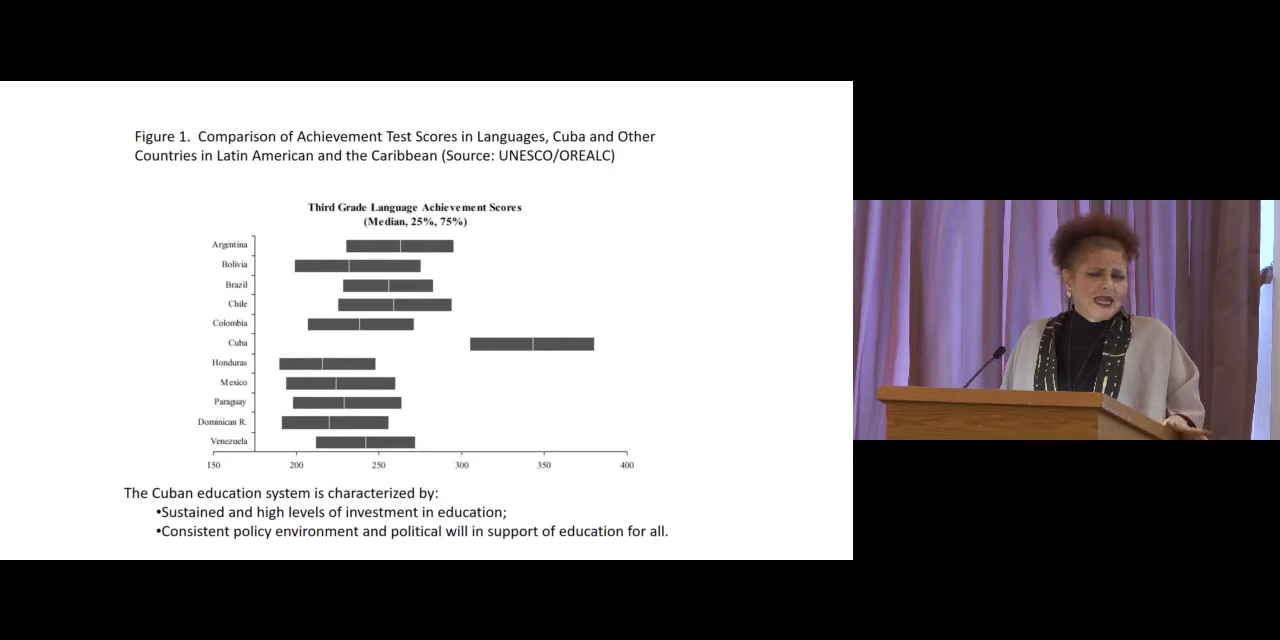 Figure 1.  Comparison of Achievement Test Scores in Languages, Cuba and Other
Countries in Latin American and the Caribbean (Source: UNESCO/OREALC)
Third Grade Language Achievement Scores
(Median, 25%, 75%)
Argentina
Bolivia
Brazil
Chile
Colombia
Cuba
Honduras
Mexico
Paraguay
Dominican R.
Venezuela
150 200 250 300 350 400
The Cuban education system is characterized by:
•Sustained and high levels of investment in education;
•Consistent policy environment and political will in support of education for all.